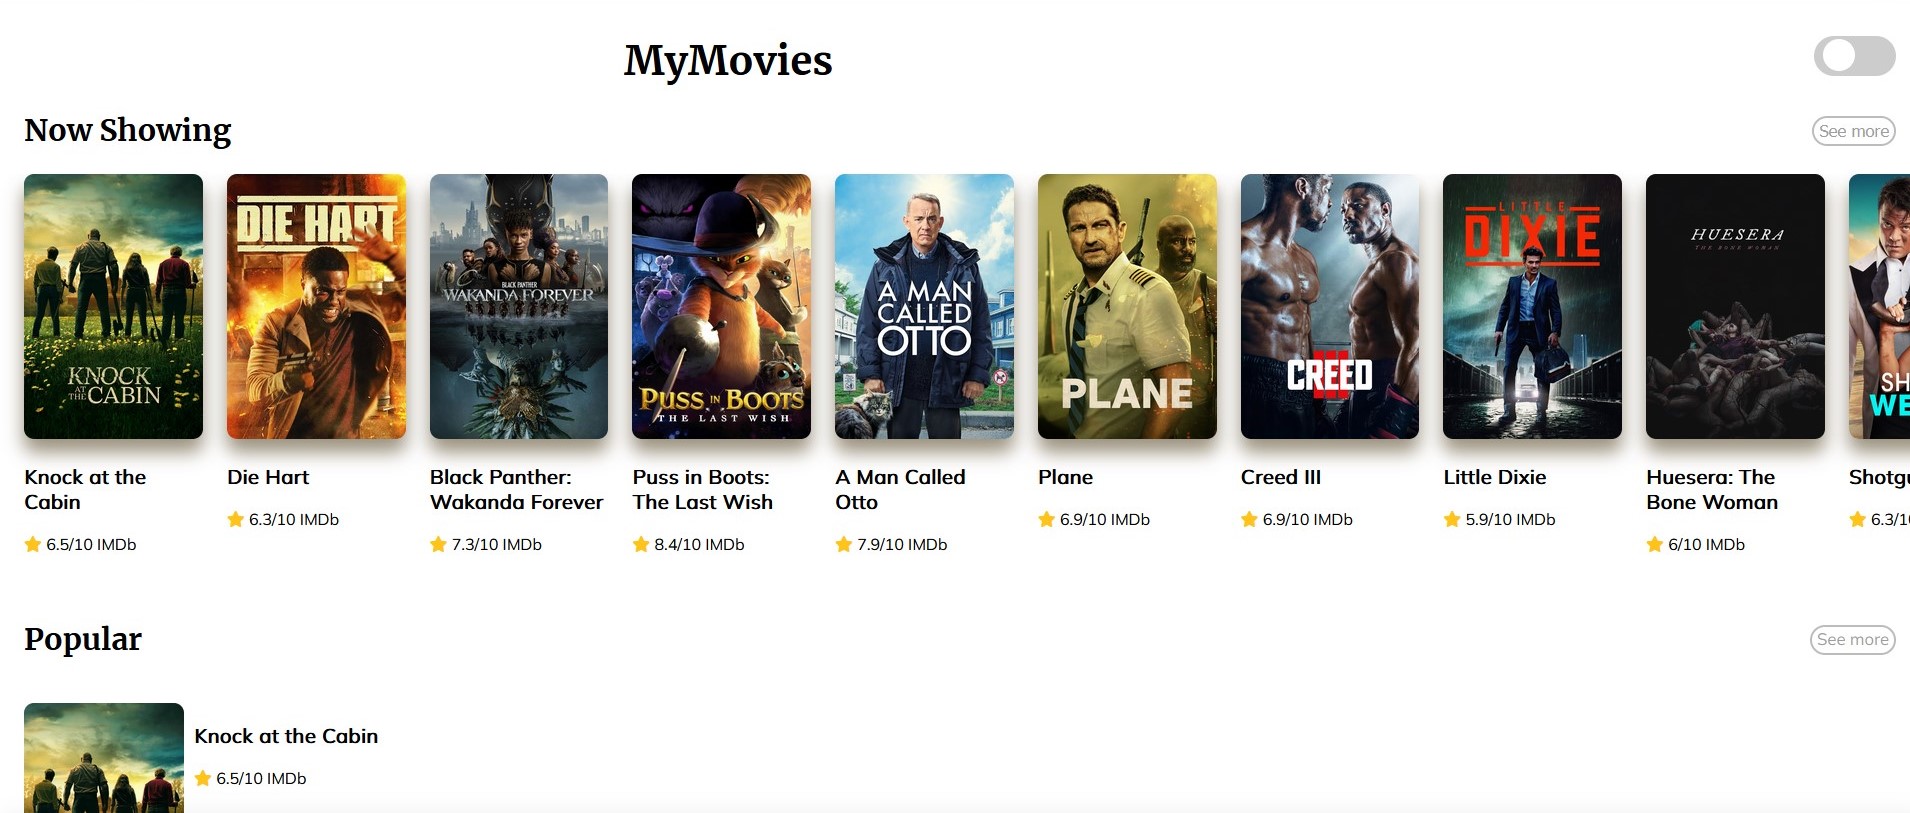 MyMovies
Now Showing
See more
KNOCK
AT THE CABIN
DIE HART
BLACK PANTHER
WAKANDA FOREVER
PUSS IN BOOTS
THE LAST WISH
A MAN
CALLED
OTTO
PLANE
CREED
III
LITTLE
DIXIE
HUESERA
THE BONE WOMAN
SH
WE
Knock at the
Cabin
6.5/10 IMDb
Die Hart
6.3/10 IMDb
Black Panther:
Wakanda Forever
7.3/10 IMDb
Puss in Boots:
The Last Wish
8.4/10 IMDb
A Man Called
Otto
7.9/10 IMDb
Plane
6.9/10 IMDb
Creed III
6.9/10 IMDb
Little Dixie
5.9/10 IMDb
Huesera: The
Bone Woman
6/10 IMDb
Shotgu
6.3/10
Popular
See more
Knock at the Cabin
6.5/10 IMDb